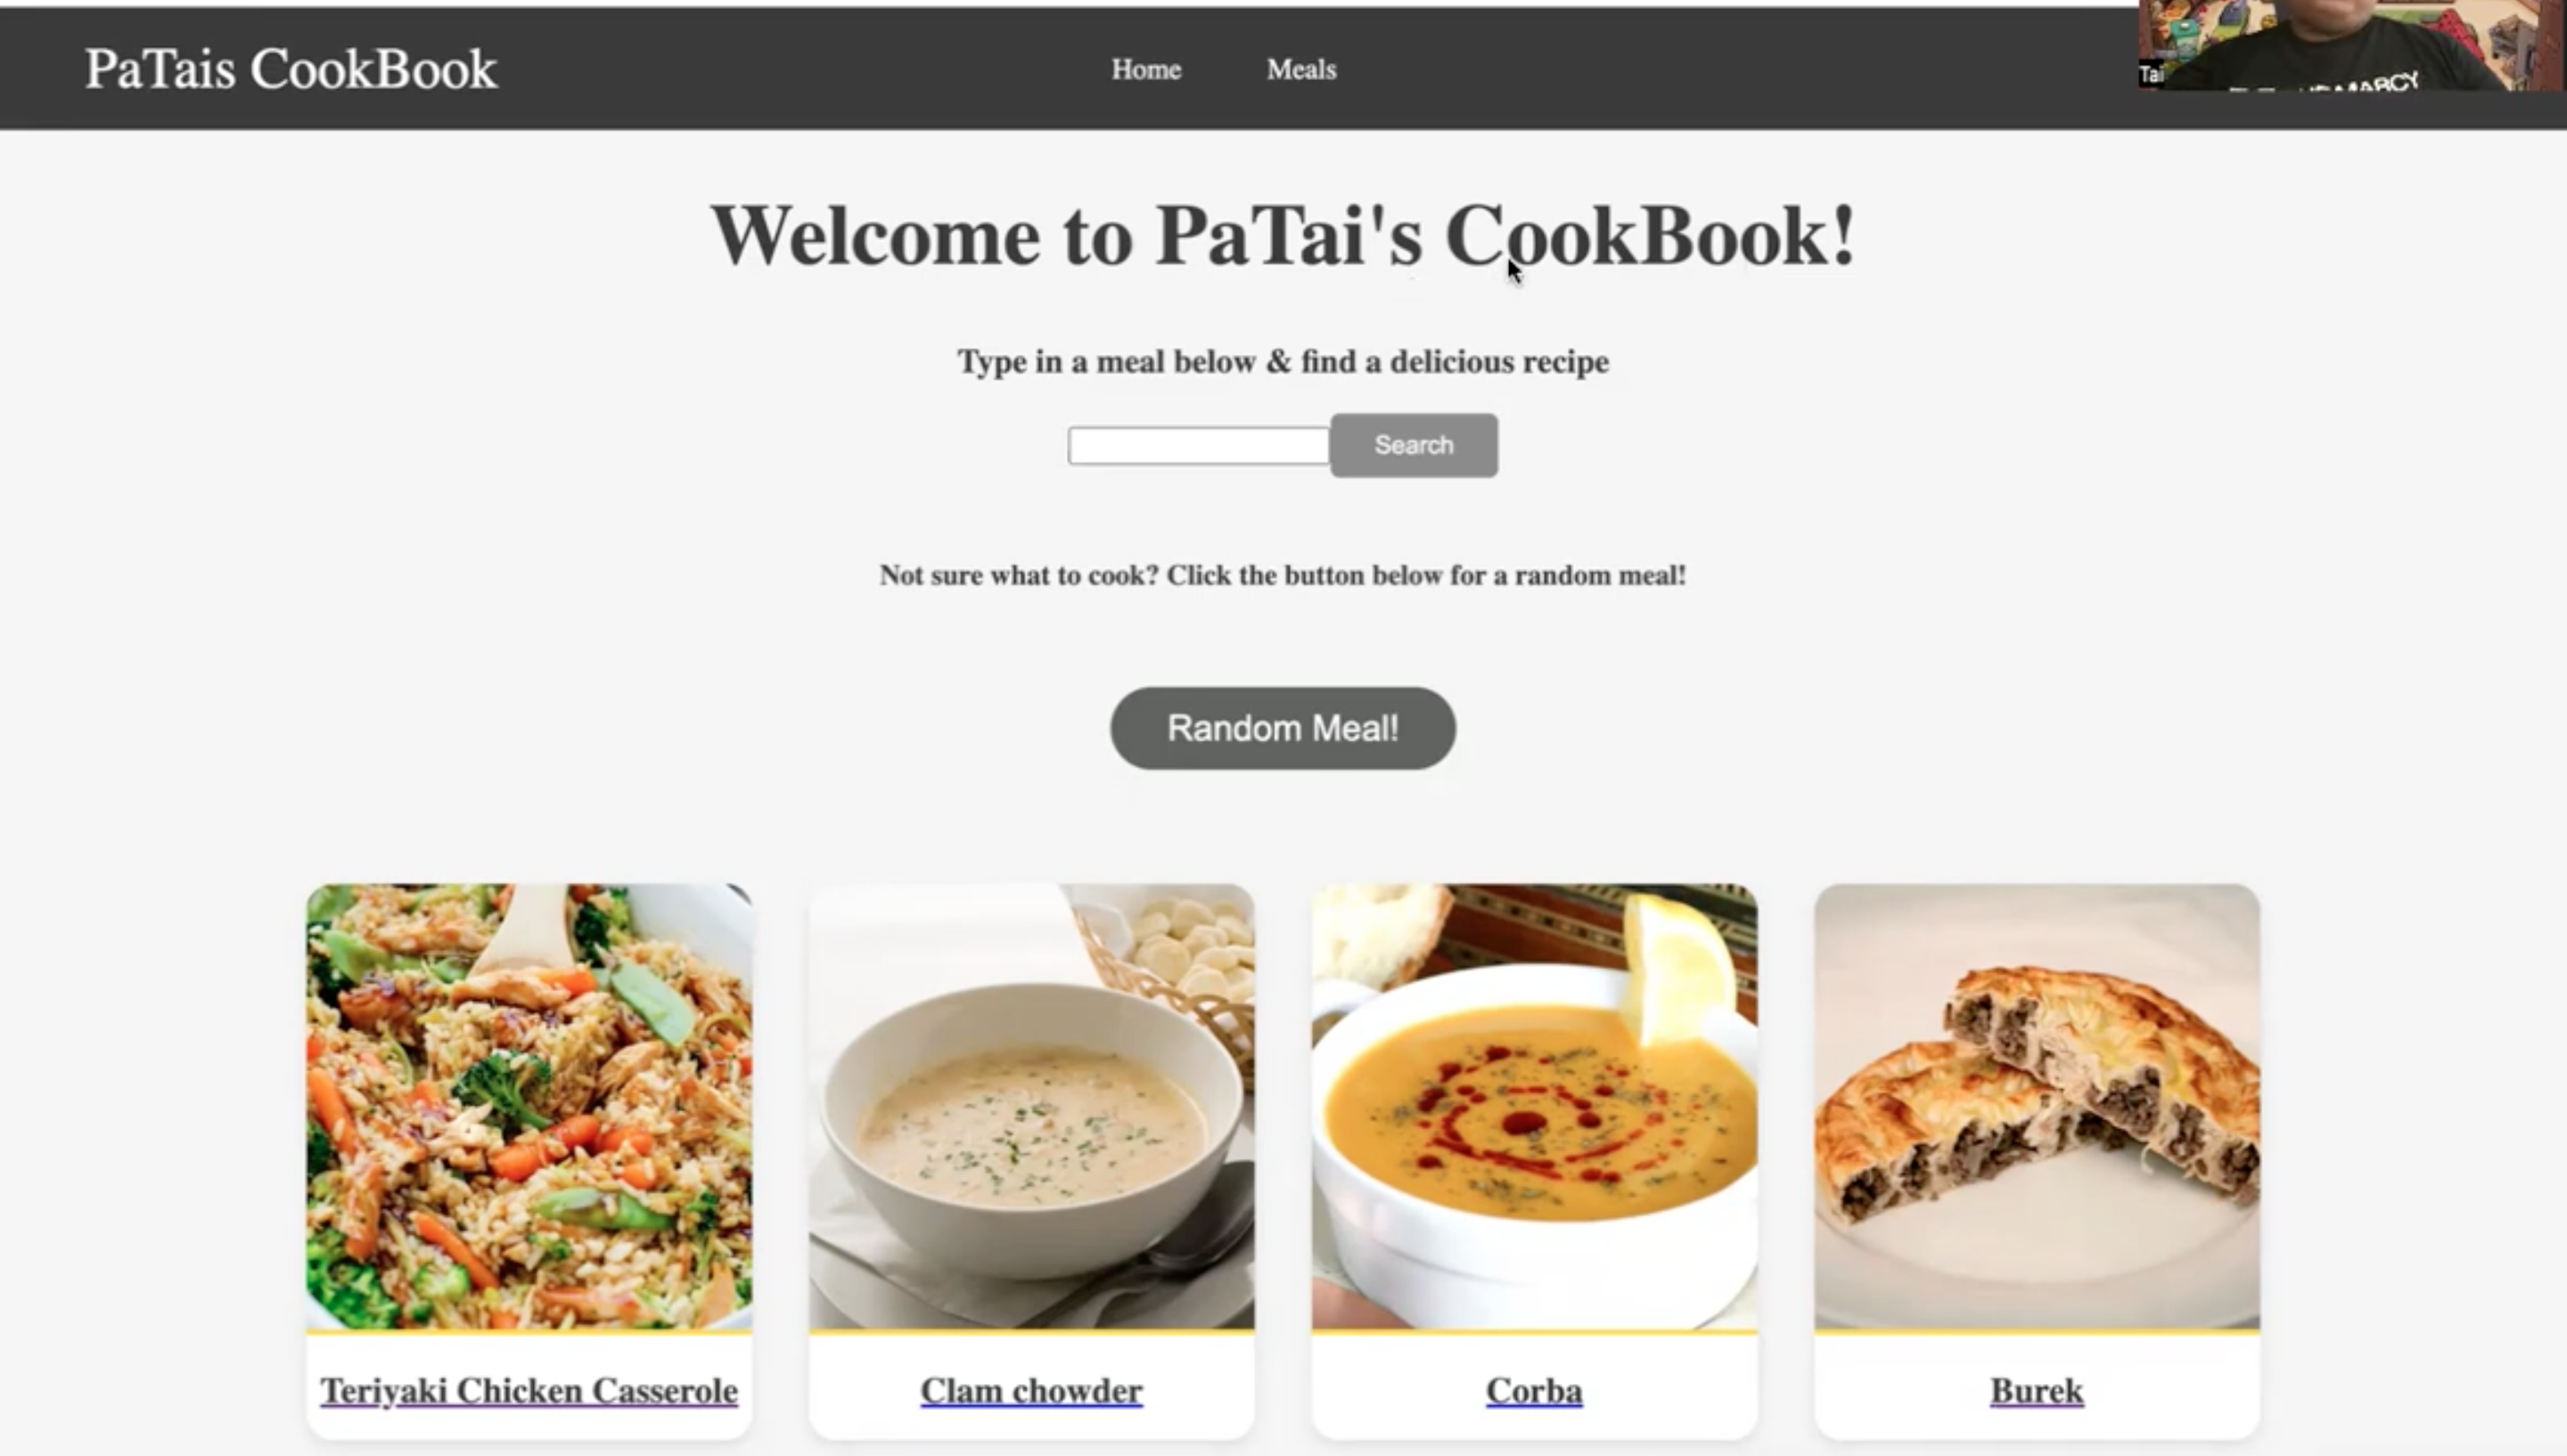 PaTais CookBook
Home
Meals
Tai
MARCY
Welcome to PaTai's CookBook!
Type in a meal below & find a delicious recipe
Search
Not sure what to cook? Click the button below for a random meal!
Random Meal!
Teriyaki Chicken Casserole
Clam chowder
Corba
Burek